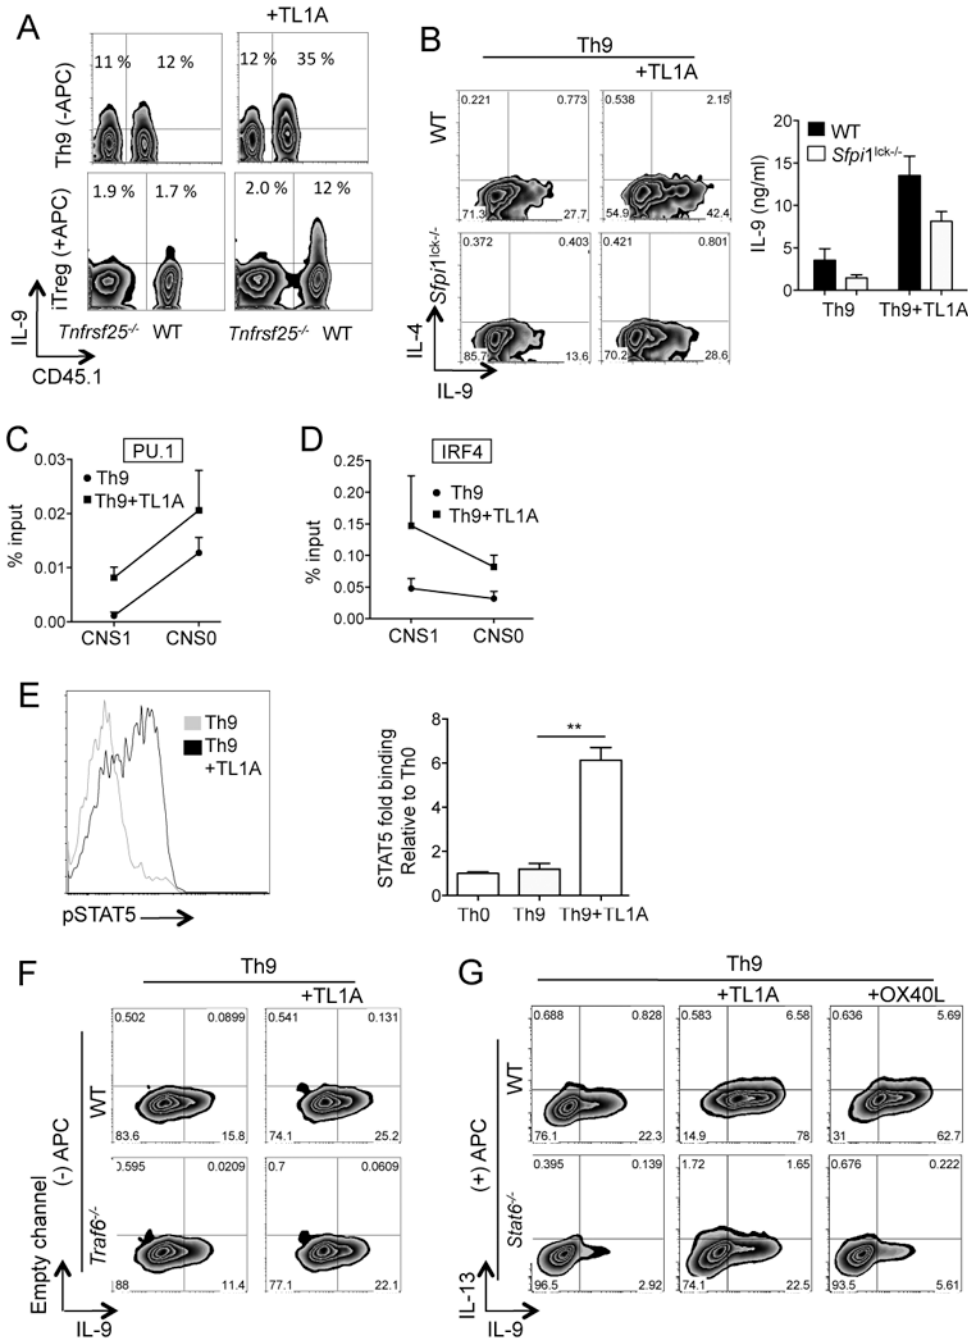 A
+TL1A
Th9 (-APC)
11 %
12 %
12 %
35 %
iTreg (+APC)
1.9 %
1.7 %
2.0 %
12 %
Tnfrsf25-/- WT
Tnfrsf25-/- WT
IL-9
CD45.1
B
Th9
+TL1A
WT
0.221
0.773
71.3
27.7
0.538
2.15
54.9
42.4
Sfpi1lck-/-
0.372
0.403
85.7
13.6
0.421
0.801
70.2
28.6
IL-4
IL-9
IL-9 (ng/ml)
20
15
10
5
0
WT
Sfpi1lck-/-
Th9
Th9+TL1A
C
PU.1
% input
0.03
0.02
0.01
0.00
Th9
Th9+TL1A
CNS1
CNS0
D
IRF4
% input
0.25
0.20
0.15
0.10
0.05
0.00
Th9
Th9+TL1A
CNS1
CNS0
E
Th9
Th9
+TL1A
pSTAT5
STAT5 fold binding
Relative to Th0
8
6
4
2
0
**
Th0
Th9
Th9+TL1A
F
Th9
+TL1A
(-) APC
WT
0.502
0.0899
83.6
15.8
0.541
0.131
74.1
25.2
Traf6-/-
0.595
0.0209
88
11.4
0.7
0.0609
77.1
22.1
Empty channel
IL-9
G
Th9
+TL1A
+OX40L
(+) APC
WT
0.688
0.828
76.1
22.3
0.583
6.58
14.9
78
0.636
5.69
31
62.7
Stat6-/-
0.395
0.139
96.5
2.92
1.72
1.65
74.1
22.5
0.676
0.222
93.5
5.61
IL-13
IL-9